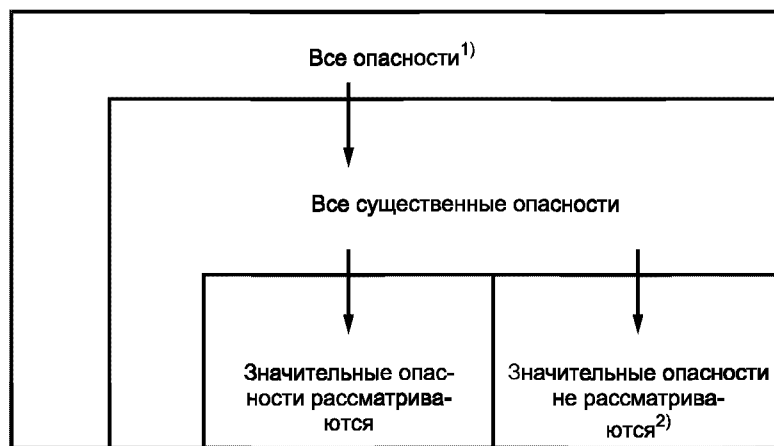 Все опасности1)
Все существенные опасности
Значительные опас-
ности рассматрива-
ются
Значительные опасности
не рассматрива-
ются2)